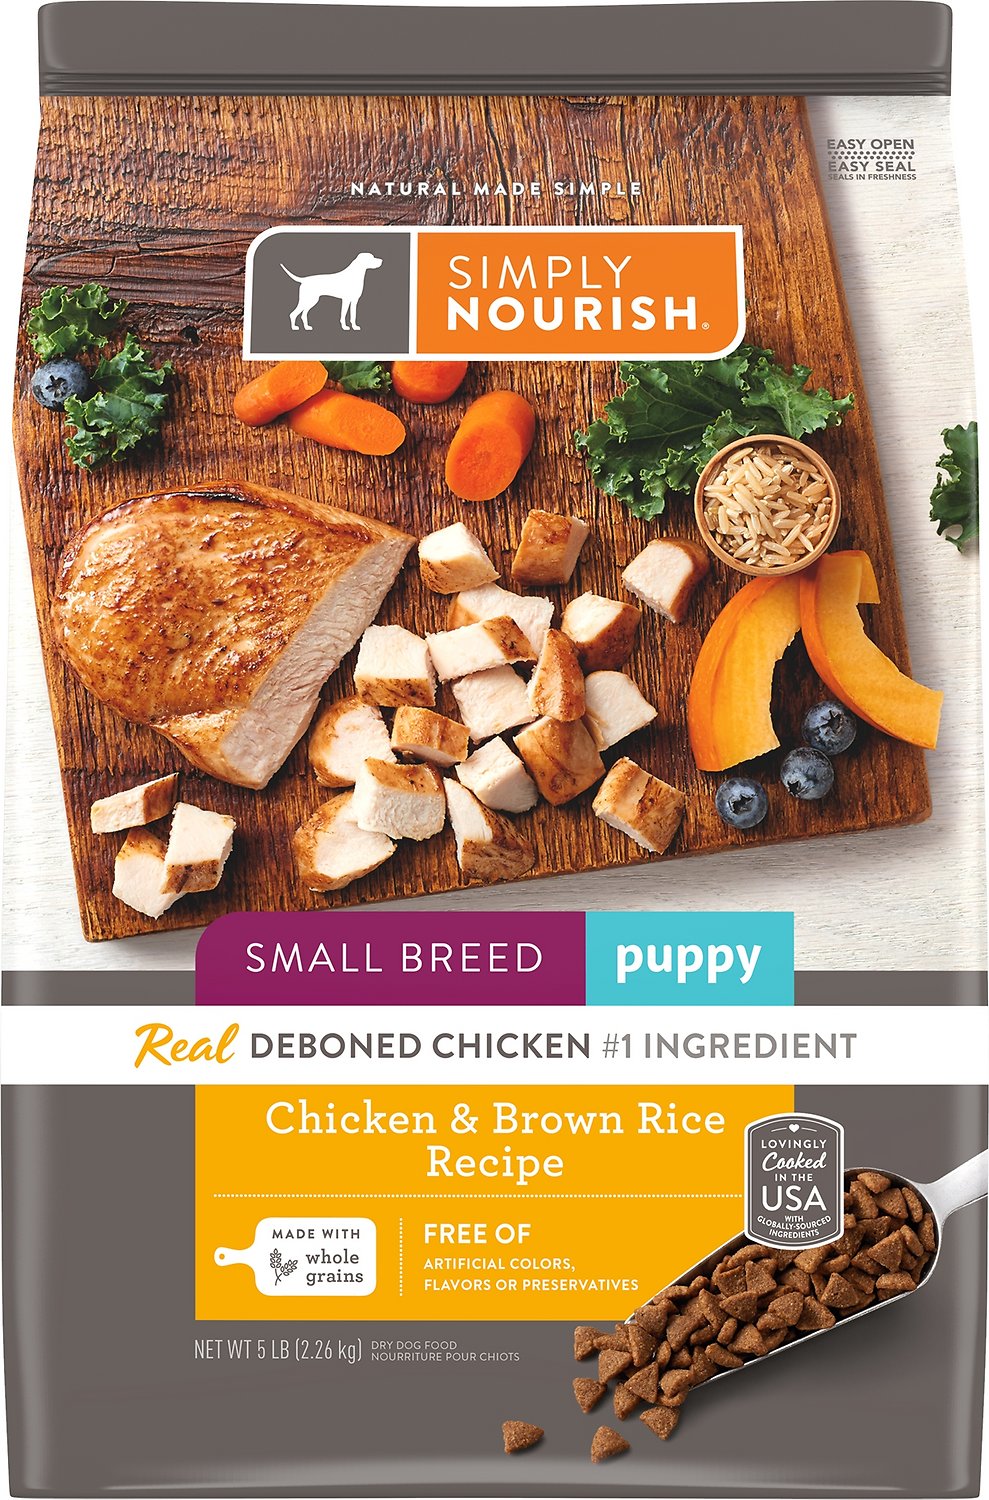 EASY OPEN
EASY SEAL
SEALS IN FRESHNESS
NATURAL MADE SIMPLE
SIMPLY
NOURISH®
SMALL BREED puppy
Real DEBONED CHICKEN #1 INGREDIENT
Chicken & Brown Rice
Recipe
LOVINGLY
Cooked
IN THE
USA
WITH
GLOBALLY-SOURCED
INGREDIENTS
MADE WITH
whole
grains
FREE OF
ARTIFICIAL COLORS,
FLAVORS OR PRESERVATIVES
NET WT 5 LB (2.26 kg)
DRY DOG FOOD
NOURRITURE POUR CHIOTS